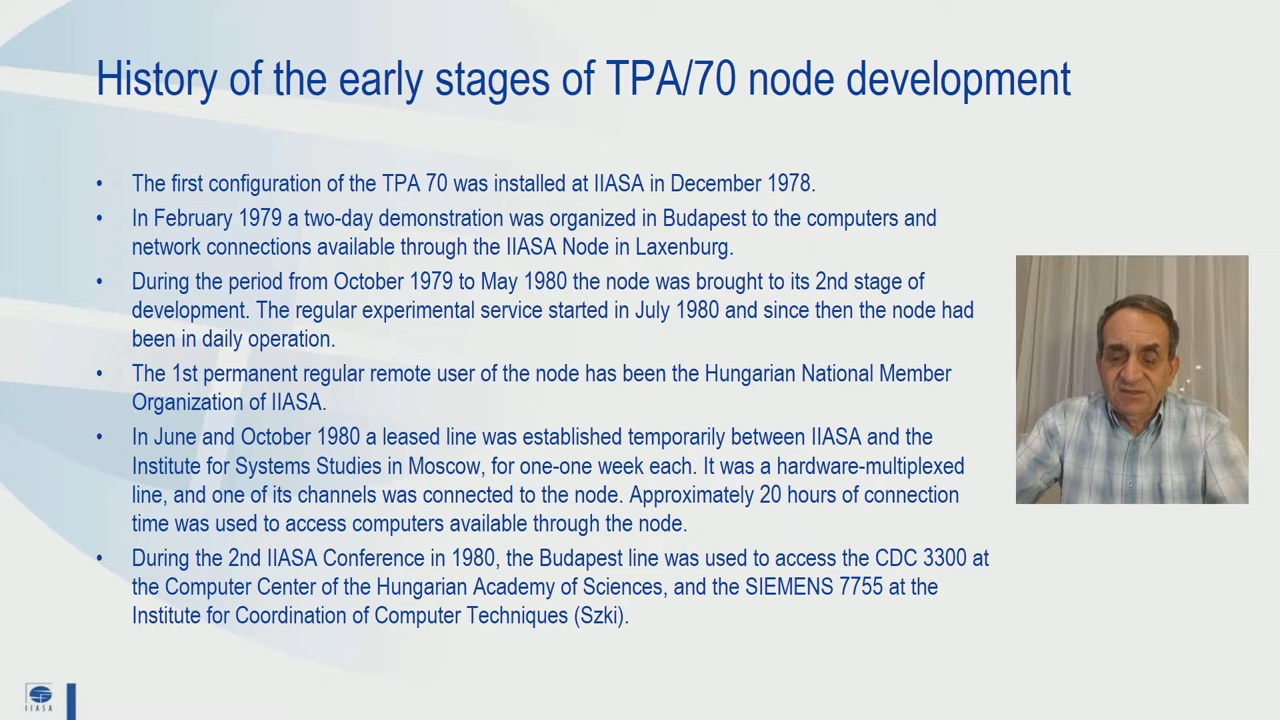 History of the early stages of TPA/70 node development
• The first configuration of the TPA 70 was installed at IIASA in December 1978.
• In February 1979 a two-day demonstration was organized in Budapest to the computers and
network connections available through the IIASA Node in Laxenburg.
• During the period from October 1979 to May 1980 the node was brought to its 2nd stage of
development. The regular experimental service started in July 1980 and since then the node had
been in daily operation.
• The 1st permanent regular remote user of the node has been the Hungarian National Member
Organization of IIASA.
• In June and October 1980 a leased line was established temporarily between IIASA and the
Institute for Systems Studies in Moscow, for one-one week each. It was a hardware-multiplexed
line, and one of its channels was connected to the node. Approximately 20 hours of connection
time was used to access computers available through the node.
• During the 2nd IIASA Conference in 1980, the Budapest line was used to access the CDC 3300 at
the Computer Center of the Hungarian Academy of Sciences, and the SIEMENS 7755 at the
Institute for Coordination of Computer Techniques (Szki).
IIASA